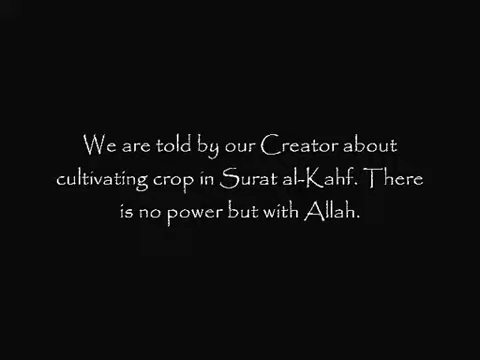 We are told by our Creator about
cultivating crop in Surat al-Kahf. There
is no power but with Allah.